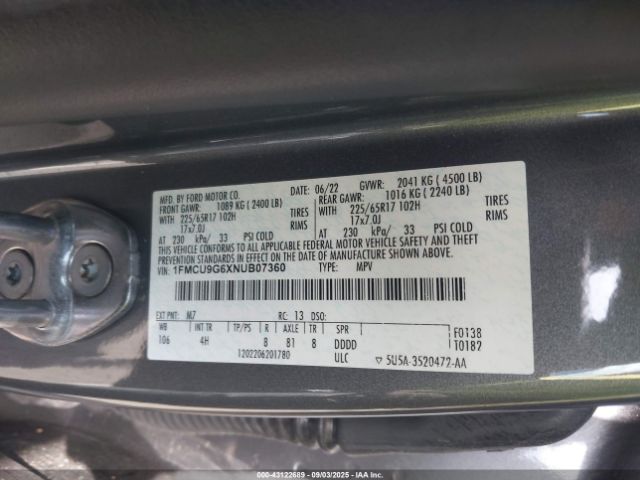 MFD. BY FORD MOTOR CO.
DATE: 06/22 GVWR: 2041 KG (4500 LB)
FRONT GAWR: 1089 KG (2400 LB) REAR GAWR: 1016 KG (2240 LB)
WITH 225/65R17 102H TIRES WITH 225/65R17 102H TIRES
17x7.0J RIMS 17x7.0J RIMS
AT 230 kPa/ 33 PSI COLD AT 230 kPa/ 33 PSI COLD
THIS VEHICLE CONFORMS TO ALL APPLICABLE FEDERAL MOTOR VEHICLE SAFETY AND THEFT PREVENTION STANDARDS IN EFFECT ON THE
DATE OF MANUFACTURE SHOWN ABOVE.
VIN: 1FMCU9G6XNUB07360 TYPE: MPV
EXT PNT: M7 RC: 13 DSO:
WB INT TR TP/PS R AXLE TR SPR F0138
106 4H 8 81 8 DDDD T0182
1202206201780 ULC ▽ 5U5A-3520472-AA
(USA) - 43122689 - 09/03/2025 - IAAI.COM